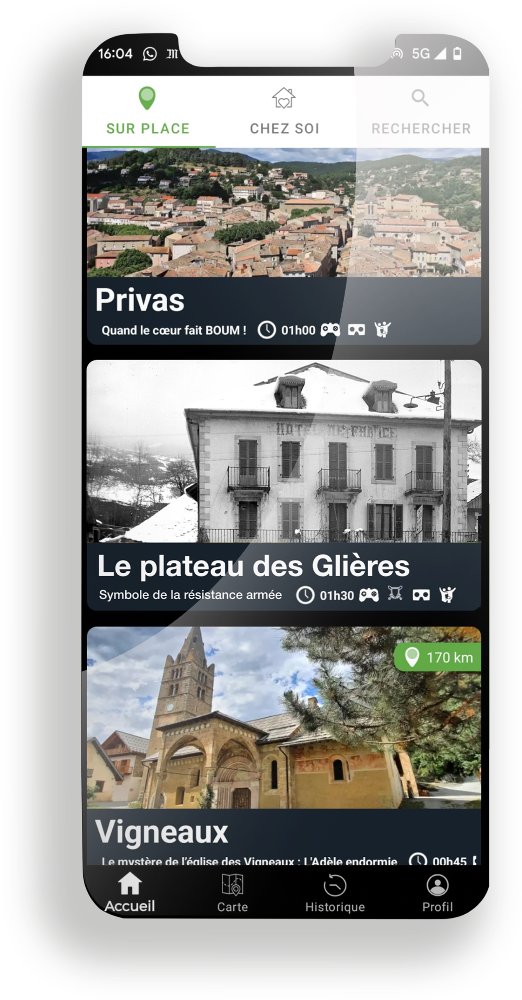 16:04 5G
SUR PLACE CHEZ SOI RECHERCHER
Privas
Quand le cœur fait BOUM ! 01h00
HOTEL DE FRANCE
Le plateau des Glières
Symbole de la résistance armée 01h30
170 km
Vigneaux
Le mystère de l'église des Vigneaux : L'Adèle endormie 00h45
Accueil Carte Historique Profil